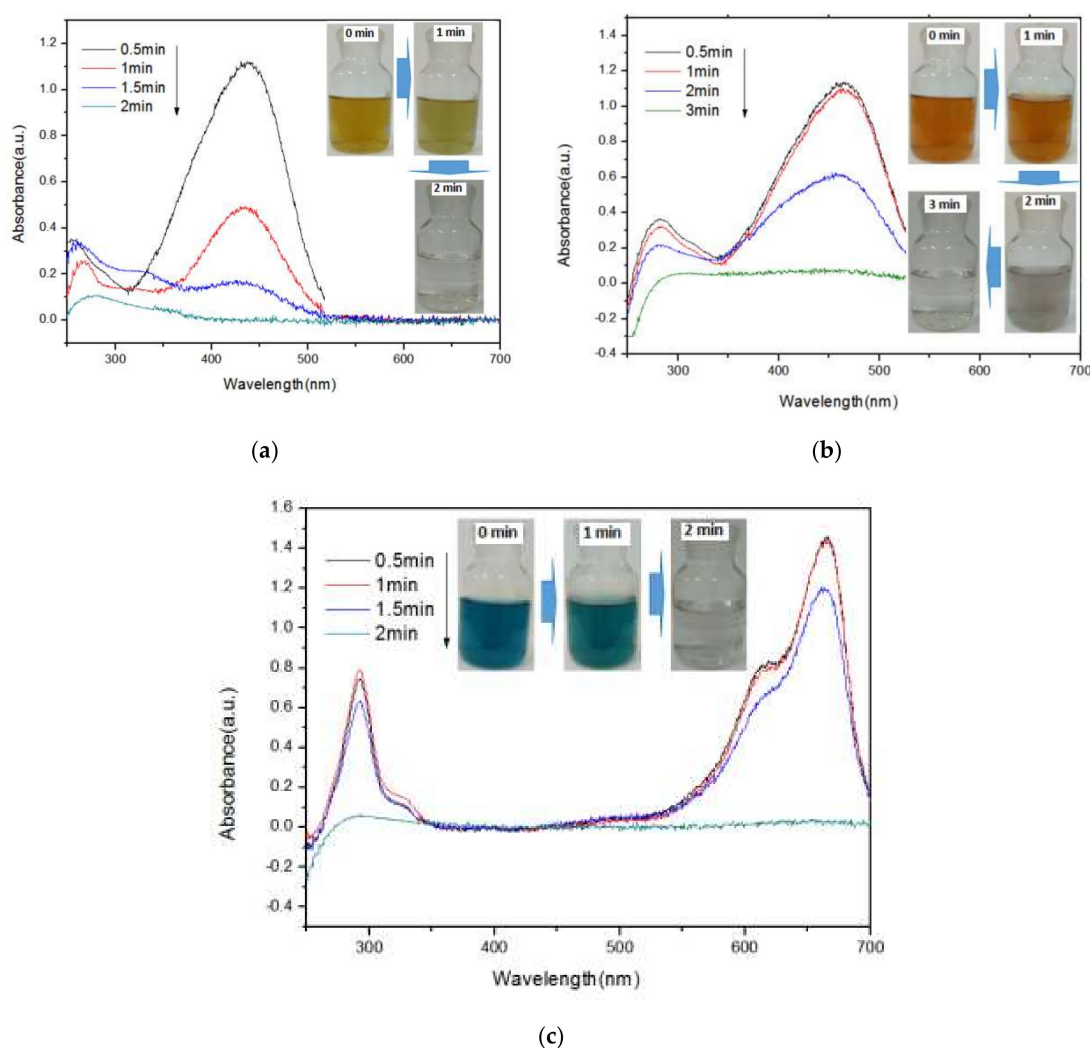 0 min
1 min
0.5min
1min
1.5min
2min
2 min
1.2
1.0
0.8
0.6
0.4
0.2
0.0
Absorbance(a.u.)
300 400 500 600 700
Wavelength(nm)
(a)
0 min
1 min
0.5min
1min
2min
3min
3 min
2 min
1.4
1.2
1.0
0.8
0.6
0.4
0.2
0.0
-0.2
-0.4
Absorbance(a.u.)
300 400 500 600 700
Wavelength(nm)
(b)
0 min
1 min
2 min
0.5min
1min
1.5min
2min
1.6
1.4
1.2
1.0
0.8
0.6
0.4
0.2
0.0
-0.2
-0.4
Absorbance(a.u.)
300 400 500 600 700
Wavelength(nm)
(c)